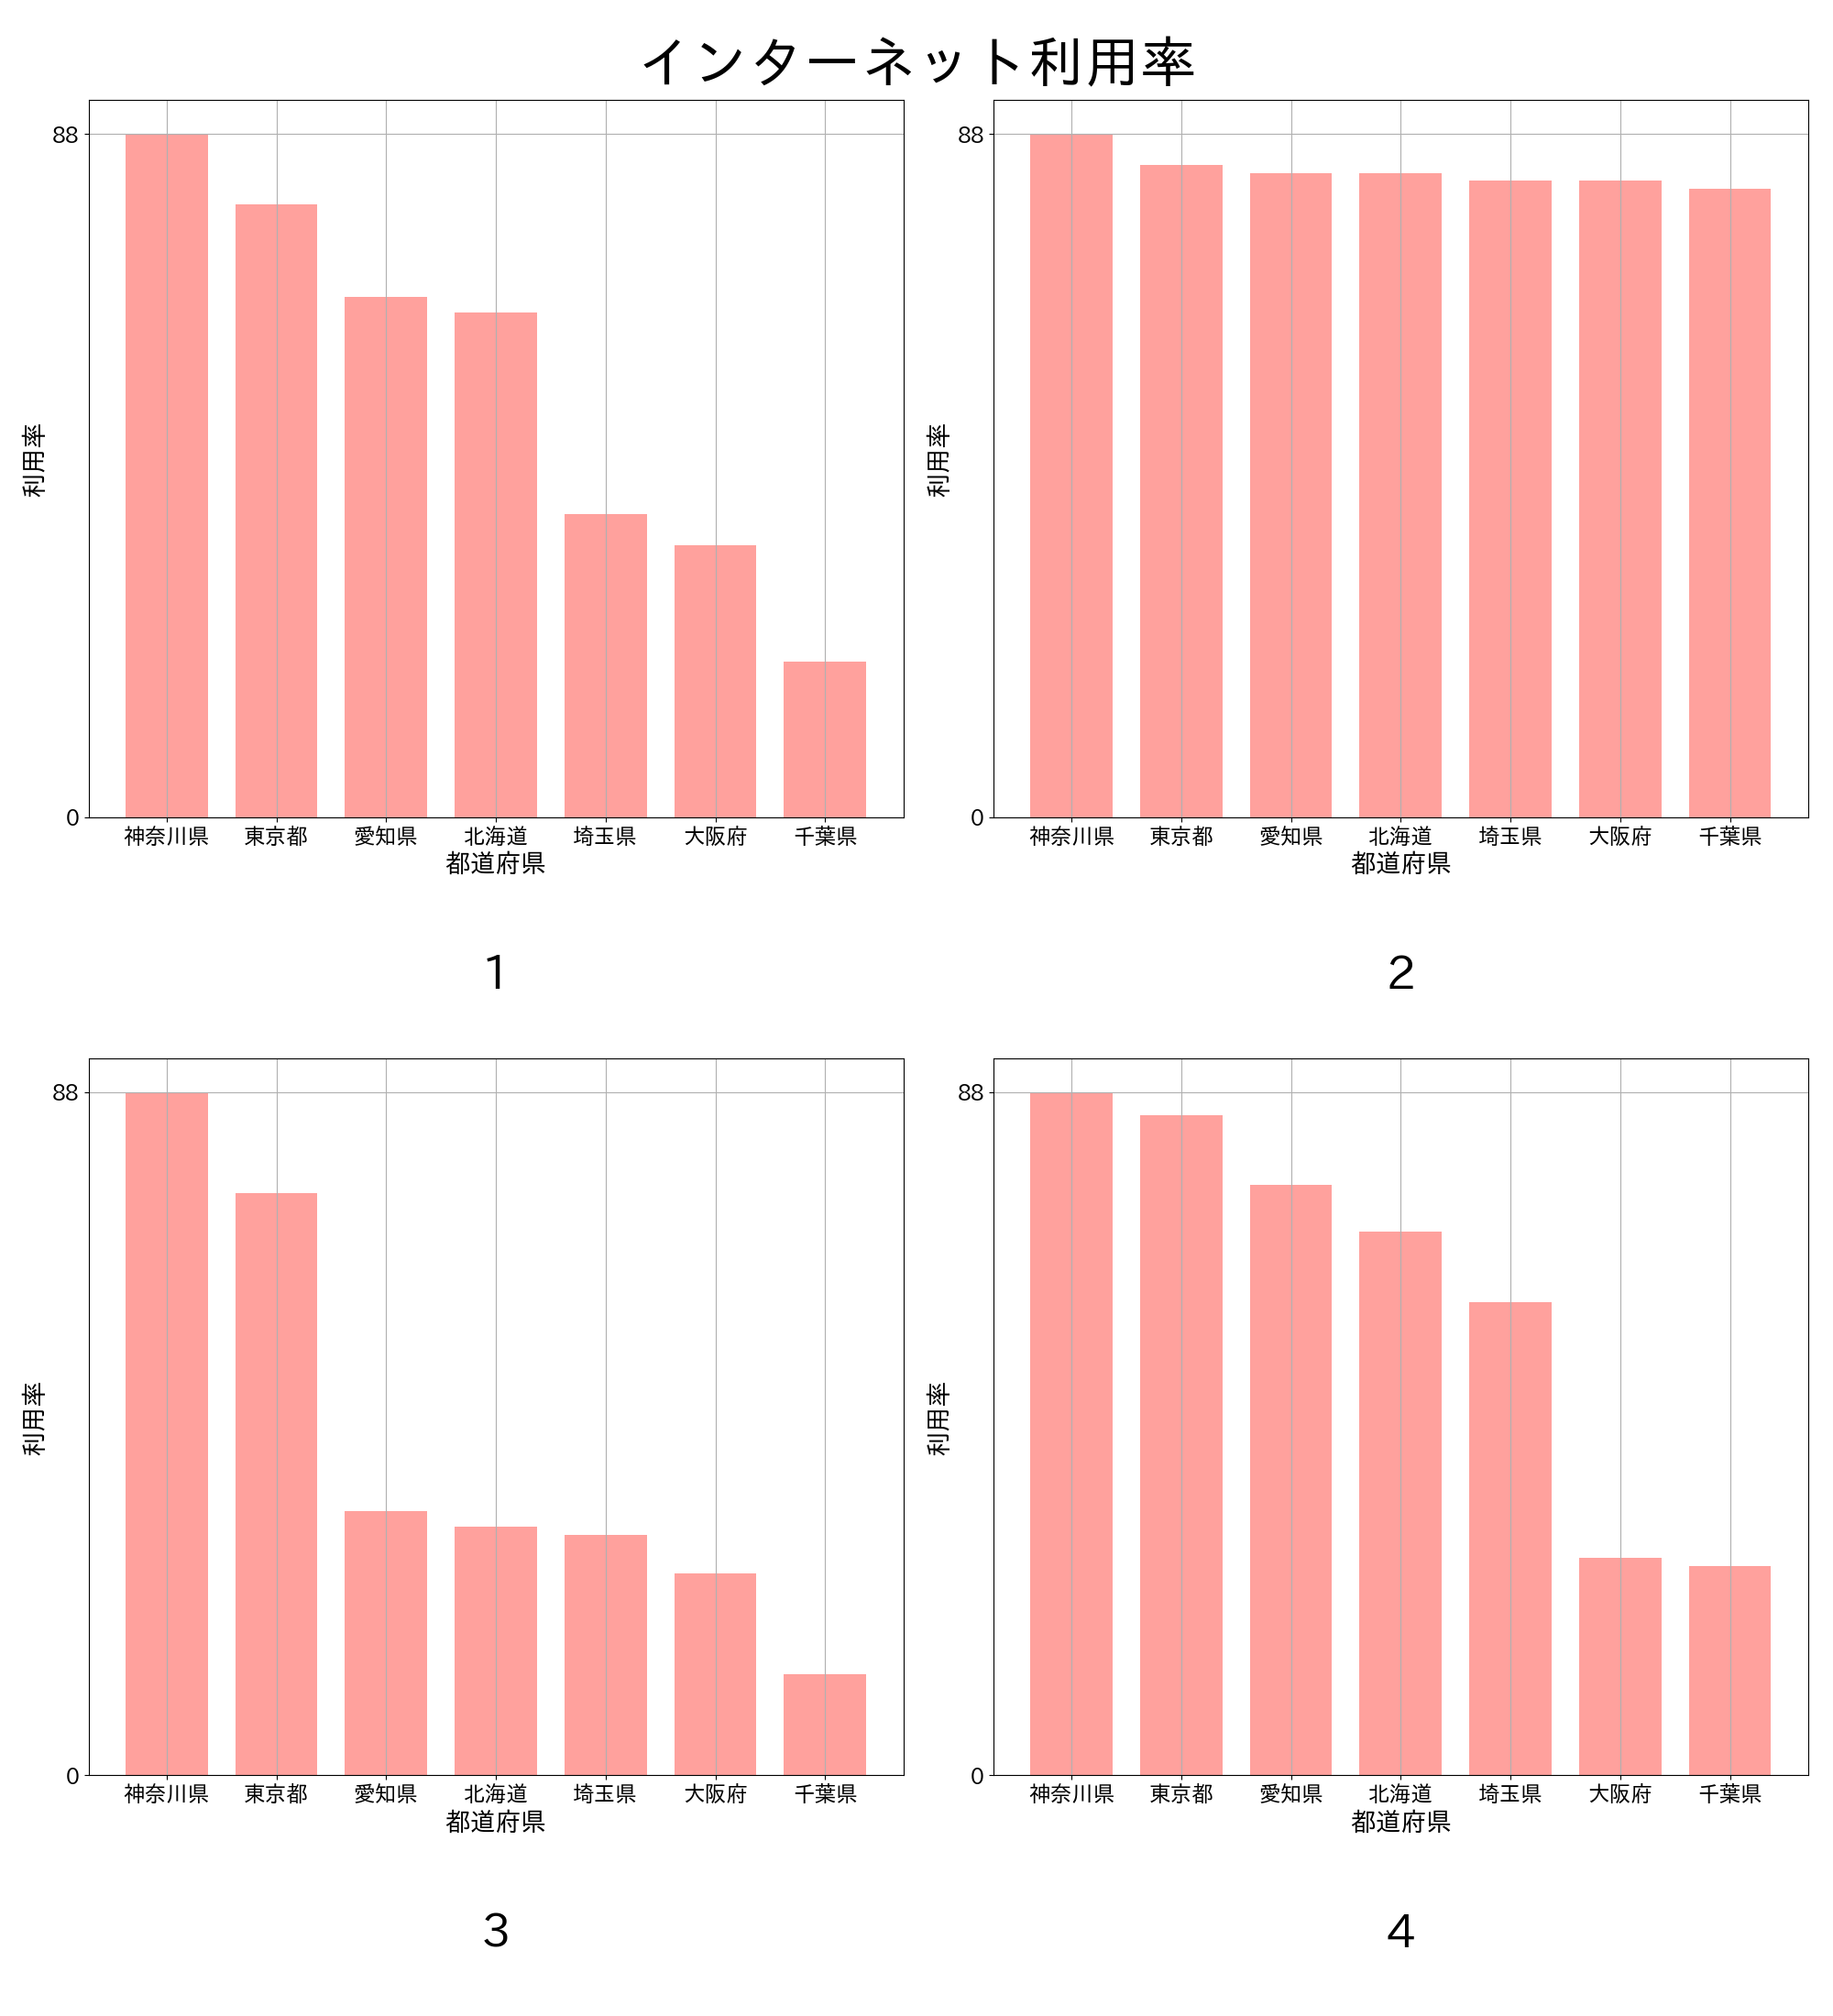 インターネット利用率
88
0
利用率
神奈川県 東京都 愛知県 北海道 埼玉県 大阪府 千葉県
都道府県
1
88
0
利用率
神奈川県 東京都 愛知県 北海道 埼玉県 大阪府 千葉県
都道府県
2
88
0
利用率
神奈川県 東京都 愛知県 北海道 埼玉県 大阪府 千葉県
都道府県
3
88
0
利用率
神奈川県 東京都 愛知県 北海道 埼玉県 大阪府 千葉県
都道府県
4